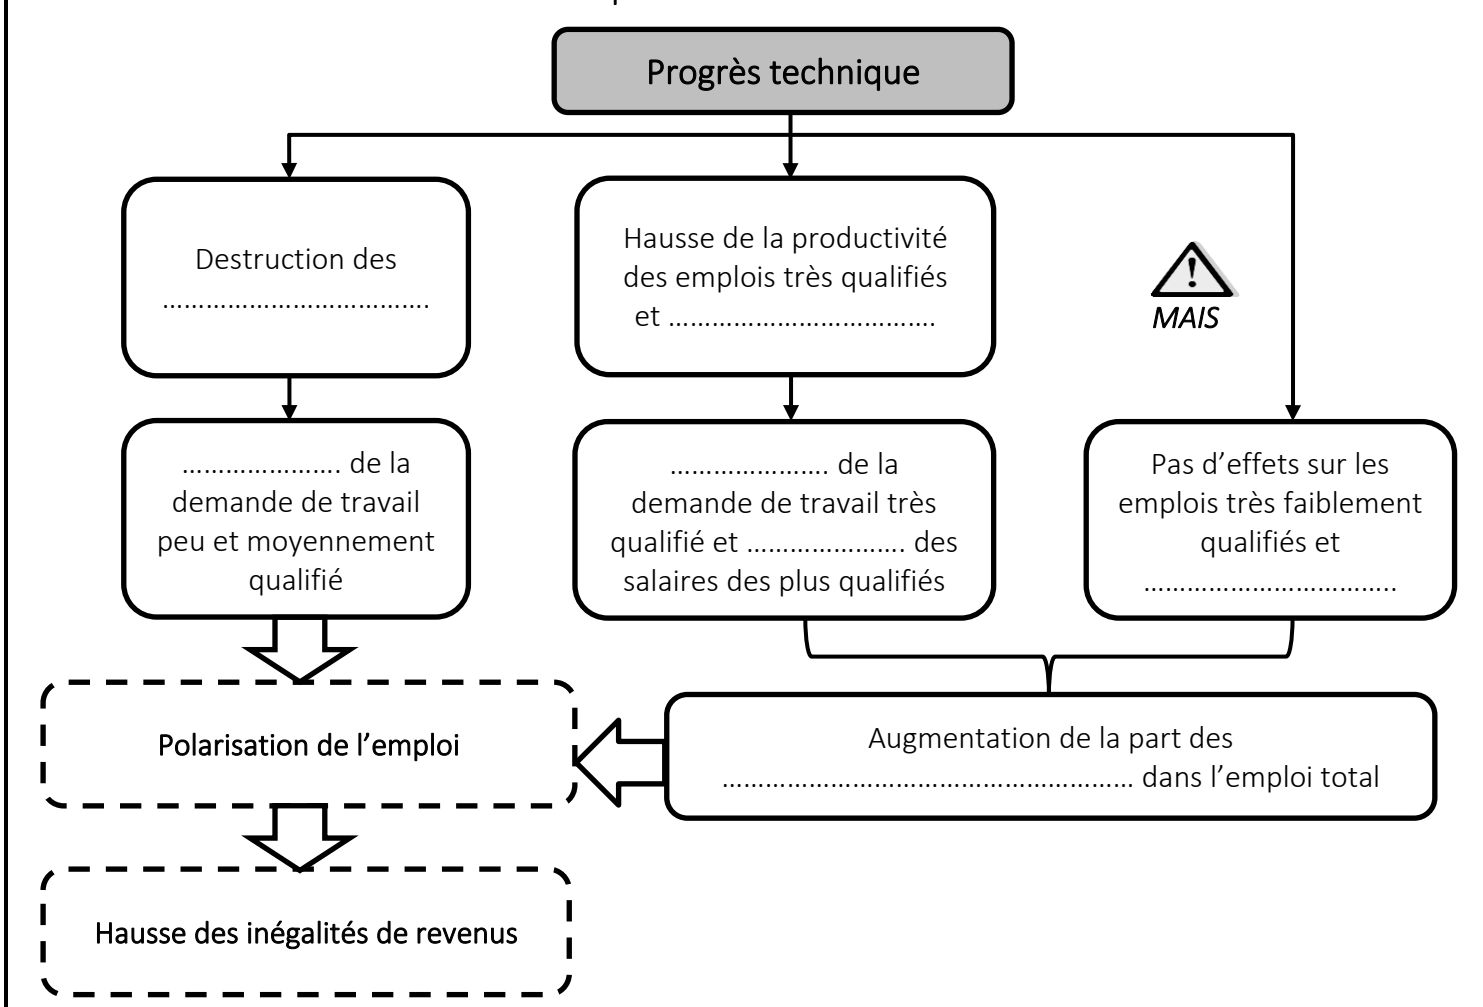 Progrès technique
Destruction des
……………………………….
Hausse de la productivité
des emplois très qualifiés
et ……………………………….
MAIS
…………………. de la
demande de travail
peu et moyennement
qualifié
…………………. de la
demande de travail très
qualifié et …………………. des
salaires des plus qualifiés
Pas d’effets sur les
emplois très faiblement
qualifiés et
……………………………..
Polarisation de l’emploi
Augmentation de la part des
………………………………………………… dans l’emploi total
Hausse des inégalités de revenus